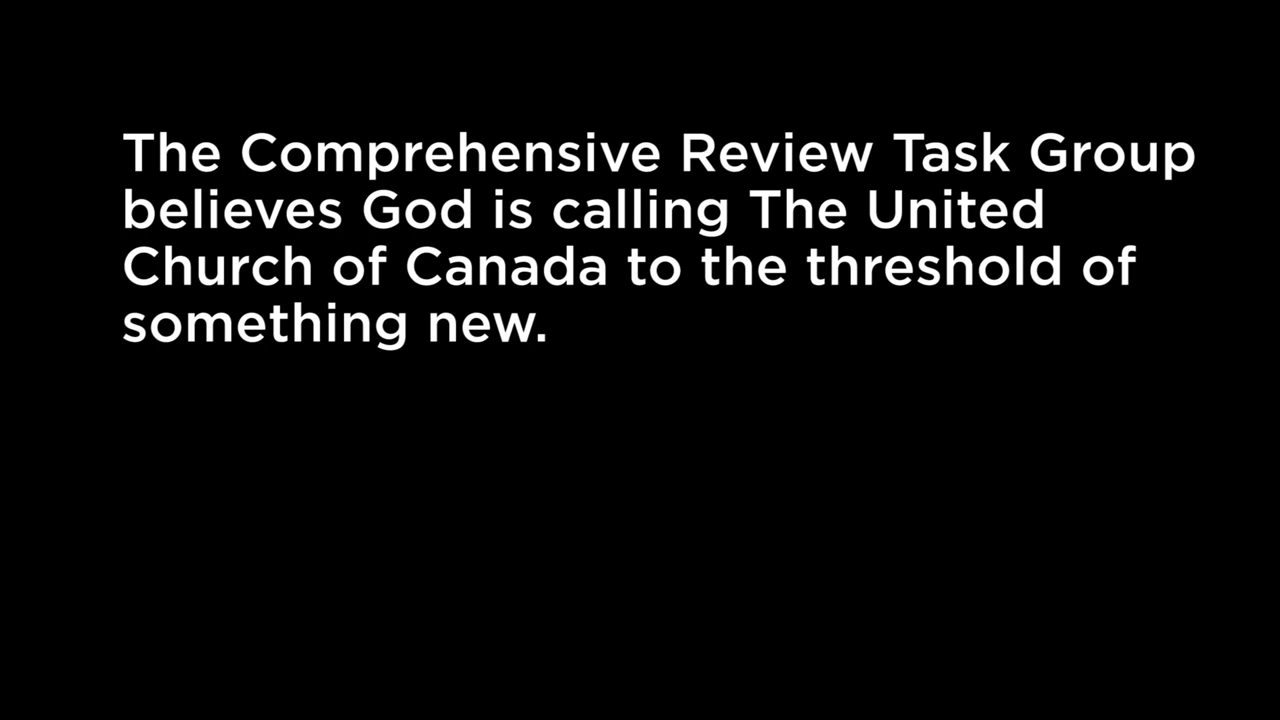 The Comprehensive Review Task Group
believes God is calling The United
Church of Canada to the threshold of
something new.